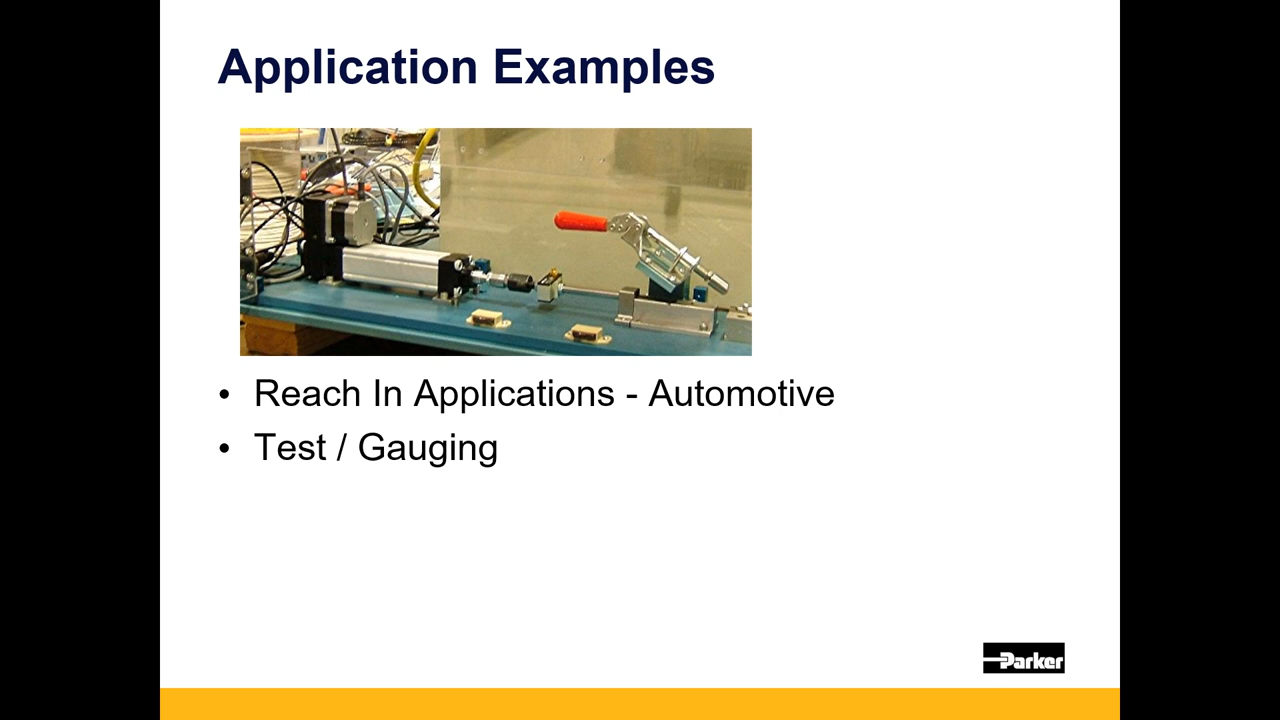 Application Examples
• Reach In Applications - Automotive
• Test / Gauging
Parker